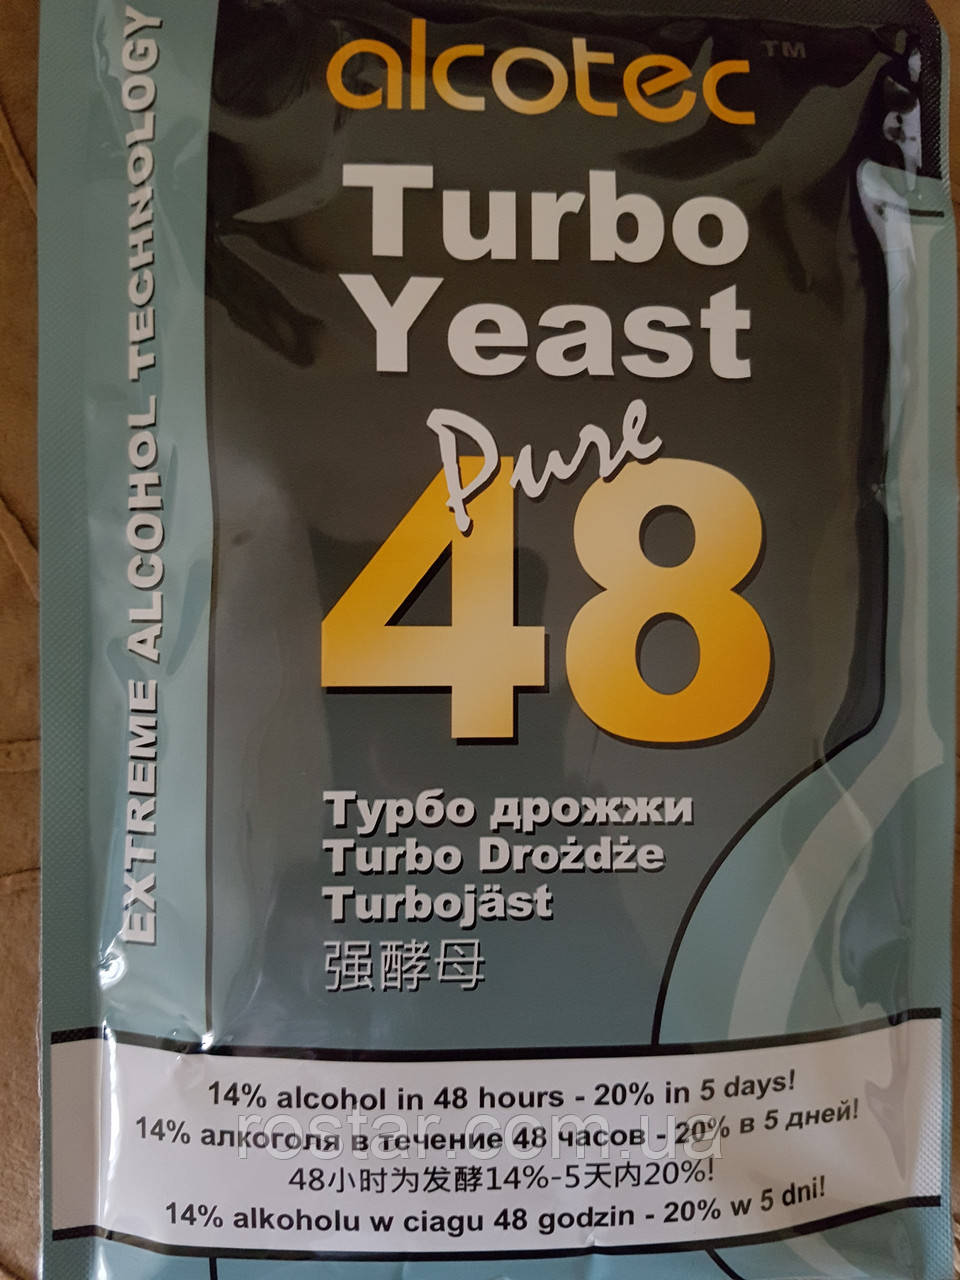 alcotec TM
Turbo
Yeast
Pure
48
EXTREME ALCOHOL TECHNOLOGY
Турбо дрожжи
Turbo Drożdże
Turbojäst
强酵母
14% alcohol in 48 hours - 20% in 5 days!
14% алкоголя в течение 48 часов - 20% в 5 дней!
rostar.com.ua
48小时为发酵14%-5天内20%!
14% alkoholu w ciagu 48 godzin - 20% w 5 dni!